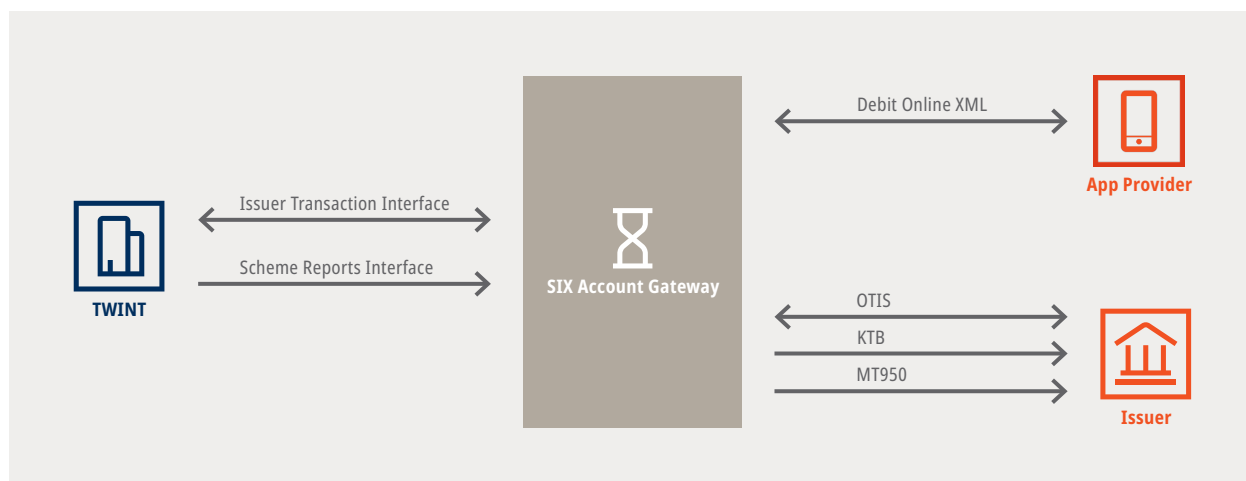 Debit Online XML
App Provider
Issuer Transaction Interface
Scheme Reports Interface
TWINT
SIX Account Gateway
OTIS
KTB
MT950
Issuer